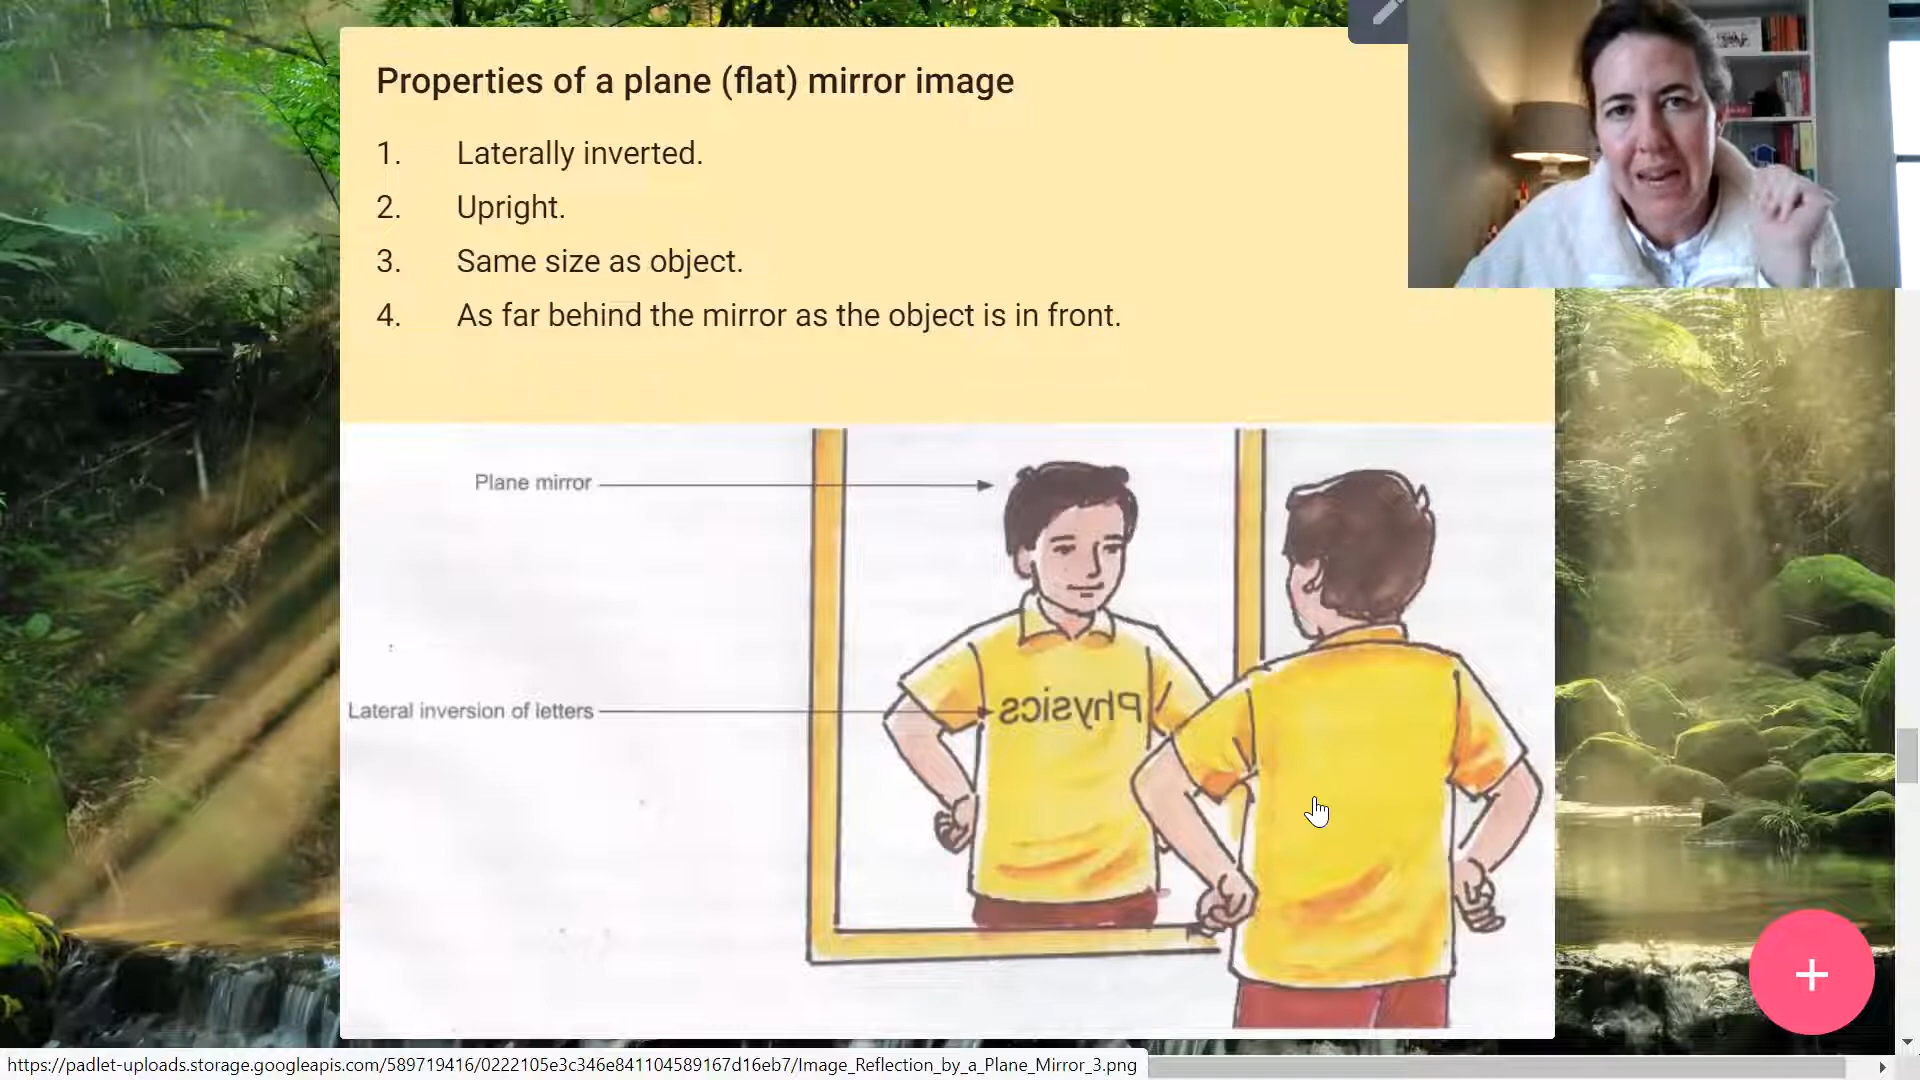 Properties of a plane (flat) mirror image
1. Laterally inverted.
2. Upright.
3. Same size as object.
4. As far behind the mirror as the object is in front.
Plane mirror
Lateral inversion of letters
Physics
https://padlet-uploads.storage.googleapis.com/589719416/0222105e3c346e841104589167d16eb7/Image_Reflection_by_a_Plane_Mirror_3.png